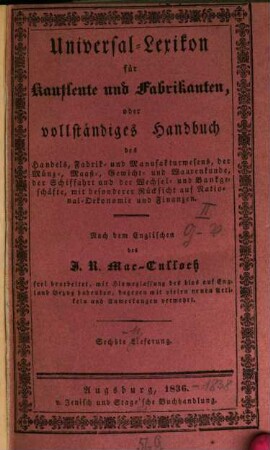 Universal-Lexikon
für
Kaufleute und Fabrikanten,
oder
vollständiges Handbuch
des
Handels, Fabrik- und Manufakturwesens, der
Münz-, Maaß-, Gewicht- und Waarenkunde,
der Schiffahrt und der Wechsel- und Bankge-
schäfte, mit besonderer Rücksicht auf Natio-
nal-Oekonomie und Finanzen.
II
g-
Nach dem Englischen
des
J. R. Mac-Culloch
frei bearbeitet, mit Hinweglassung des blos auf Eng-
land Bezug habenden, dagegen mit vielen neuen Arti-
keln und Anmerkungen vermehrt.
Sechste Lieferung.
Augsburg, 1836. -1838
v. Jenisch und Stage'sche Buchhandlung.